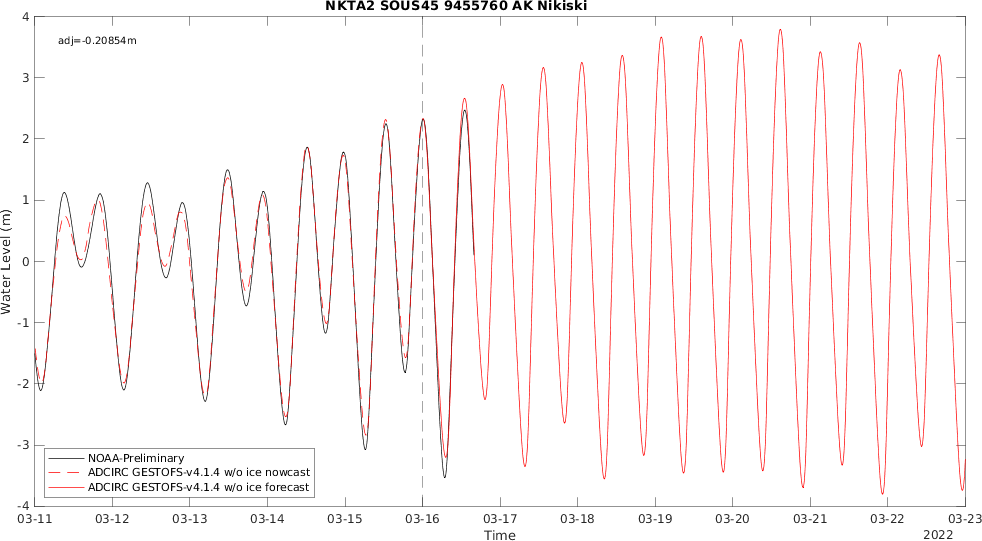 NKTA2 SOUS45 9455760 AK Nikiski
adj=-0.20854m
4
3
2
1
0
-1
-2
-3
-4
Water Level (m)
NOAA-Preliminary
ADCIRC GESTOFS-v4.1.4 w/o ice nowcast
ADCIRC GESTOFS-v4.1.4 w/o ice forecast
03-11 03-12 03-13 03-14 03-15 03-16 03-17 03-18 03-19 03-20 03-21 03-22 03-23
Time
2022